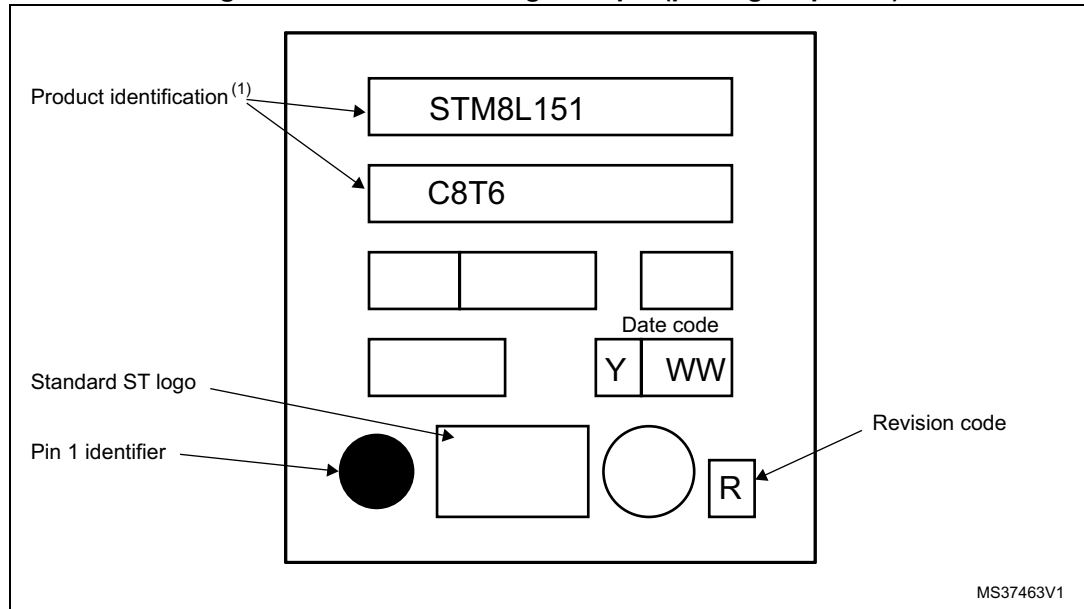 Product identification (1)
STM8L151
C8T6
Date code
Y WW
Standard ST logo
Revision code
Pin 1 identifier
R
MS37463V1